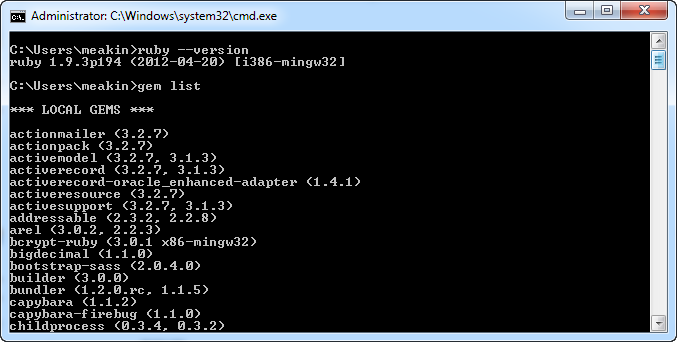 Administrator: C:\Windows\system32\cmd.exe
C:\Users\meakin>ruby --version
ruby 1.9.3p194 (2012-04-20) [i386-mingw32]
C:\Users\meakin>gem list
*** LOCAL GEMS ***
actionmailer (3.2.7)
actionpack (3.2.7)
activemodel (3.2.7, 3.1.3)
activerecord (3.2.7, 3.1.3)
activerecord-oracle_enhanced-adapter (1.4.1)
activeresource (3.2.7)
activesupport (3.2.7, 3.1.3)
addressable (2.3.2, 2.2.8)
arel (3.0.2, 2.2.3)
bcrypt-ruby (3.0.1 x86-mingw32)
bigdecimal (1.1.0)
bootstrap-sass (2.0.4.0)
builder (3.0.0)
bundler (1.2.0.rc, 1.1.5)
capybara (1.1.2)
capybara-firebug (1.1.0)
childprocess (0.3.4, 0.3.2)